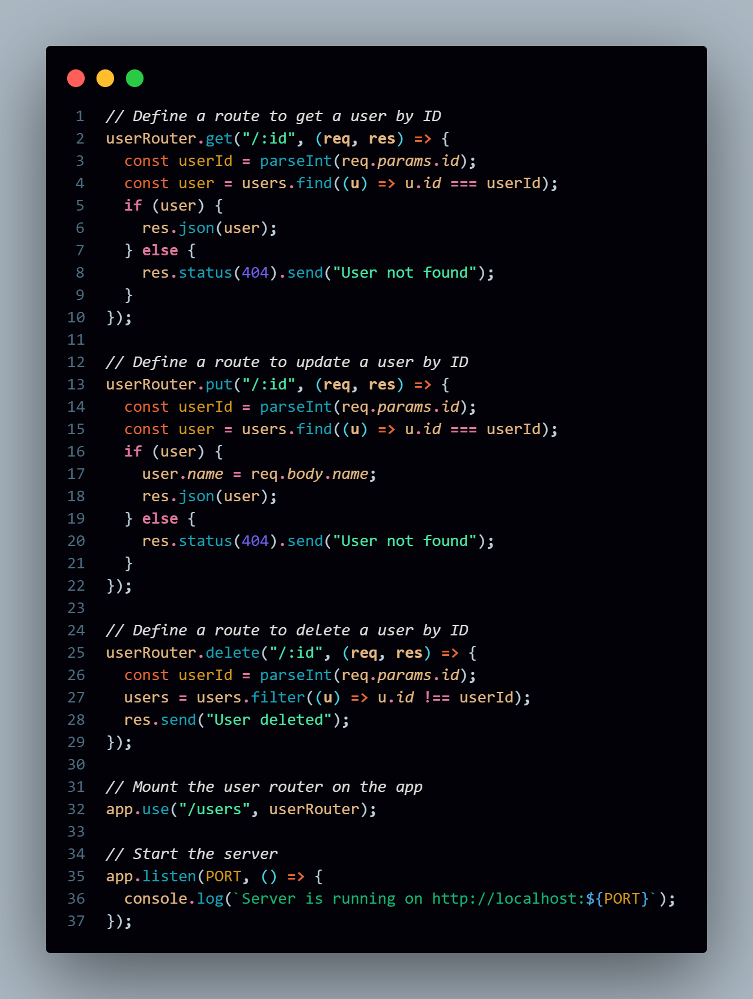 1 // Define a route to get a user by ID
2 userRouter.get("/:id", (req, res) => {
3   const userId = parseInt(req.params.id);
4   const user = users.find((u) => u.id === userId);
5   if (user) {
6     res.json(user);
7   } else {
8     res.status(404).send("User not found");
9   }
10 });
11
12 // Define a route to update a user by ID
13 userRouter.put("/:id", (req, res) => {
14   const userId = parseInt(req.params.id);
15   const user = users.find((u) => u.id === userId);
16   if (user) {
17     user.name = req.body.name;
18     res.json(user);
19   } else {
20     res.status(404).send("User not found");
21   }
22 });
23
24 // Define a route to delete a user by ID
25 userRouter.delete("/:id", (req, res) => {
26   const userId = parseInt(req.params.id);
27   users = users.filter((u) => u.id !== userId);
28   res.send("User deleted");
29 });
30
31 // Mount the user router on the app
32 app.use("/users", userRouter);
33
34 // Start the server
35 app.listen(PORT, () => {
36   console.log(`Server is running on http://localhost:${PORT}`);
37 });